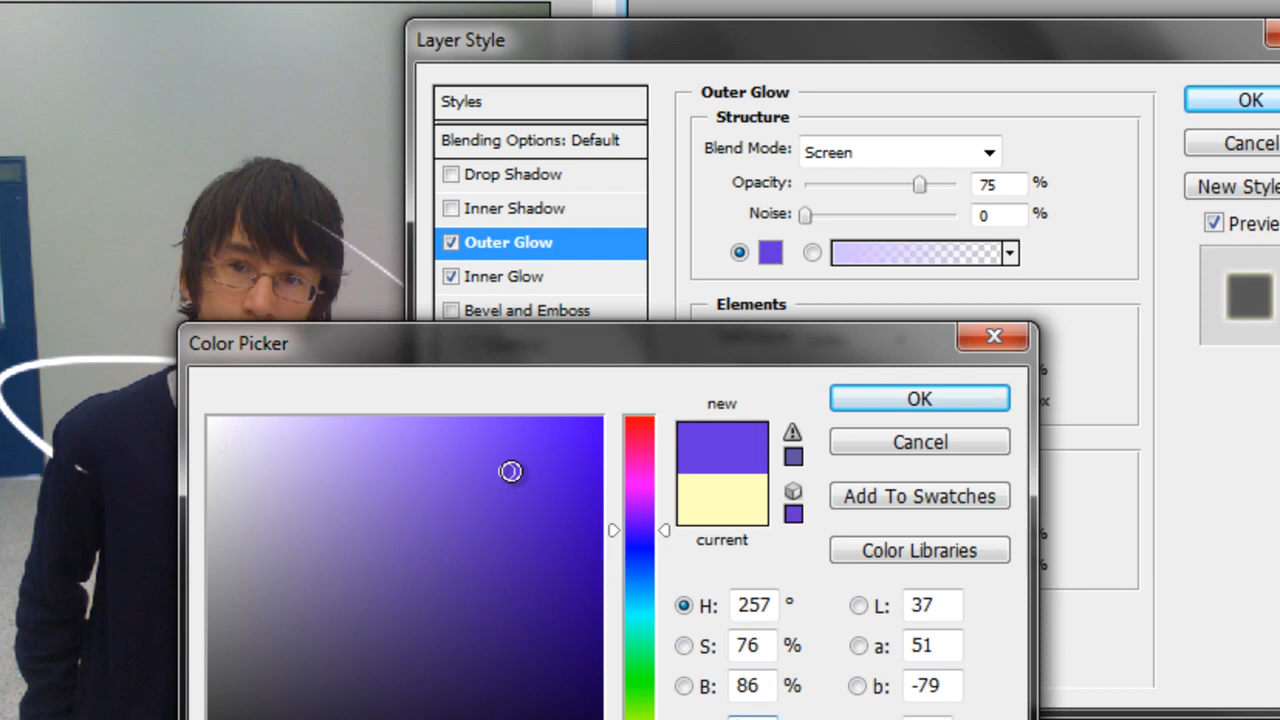 Layer Style
Styles
Blending Options: Default
Drop Shadow
Inner Shadow
Outer Glow
Inner Glow
Bevel and Emboss
Outer Glow
Structure
Blend Mode: Screen
Opacity: 75 %
Noise: 0 %
Elements
OK
Cancel
New Style
Preview
Color Picker
new
current
OK
Cancel
Add To Swatches
Color Libraries
H: 257 °
S: 76 %
B: 86 %
L: 37
a: 51
b: -79